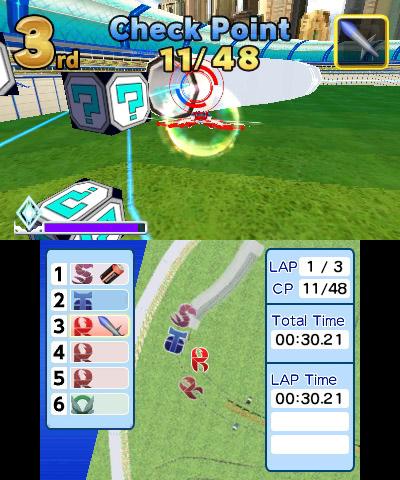 3rd
Check Point
11/48
?
?
?
1 S
2
3 R
4 R
5 R
6
S
R
R
LAP 1 / 3
CP 11/48
Total Time
00:30.21
LAP Time
00:30.21